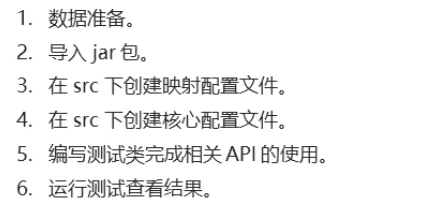 1. 数据准备。
2. 导入 jar 包。
3. 在 src 下创建映射配置文件。
4. 在 src 下创建核心配置文件。
5. 编写测试类完成相关 API 的使用。
6. 运行测试查看结果。